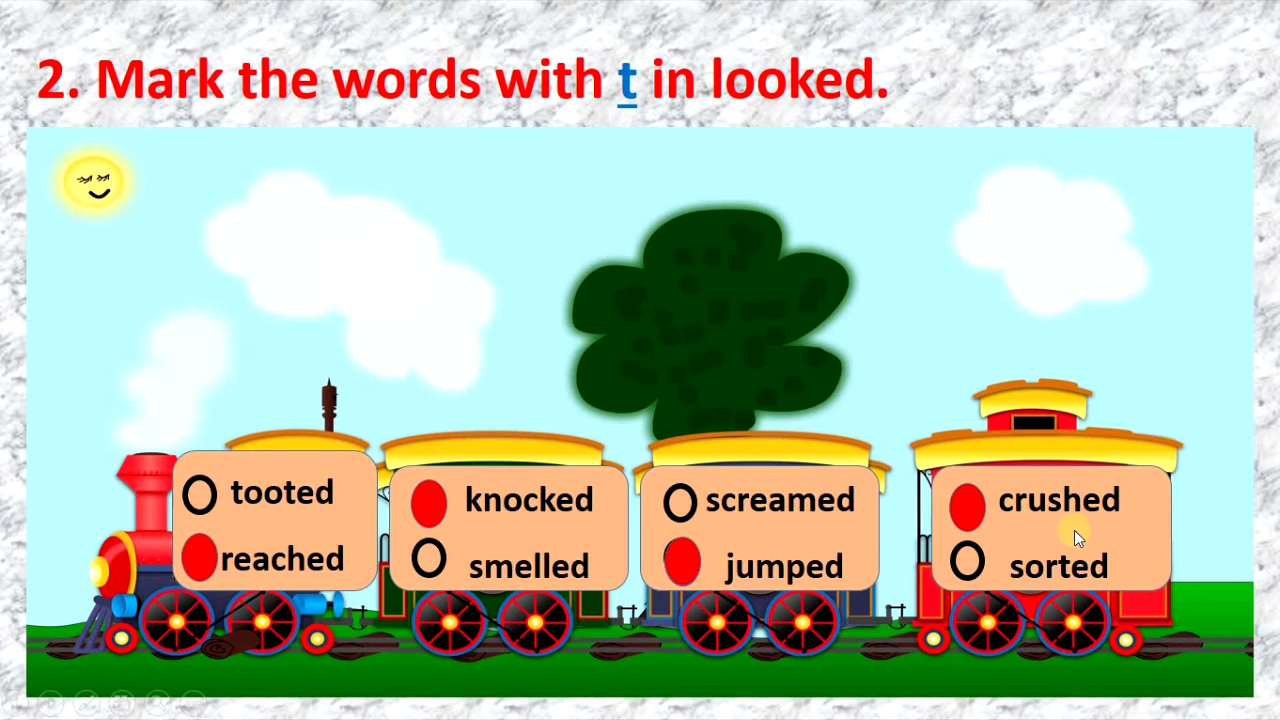 2. Mark the words with t in looked.
tooted
reached
knocked
smelled
screamed
jumped
crushed
sorted